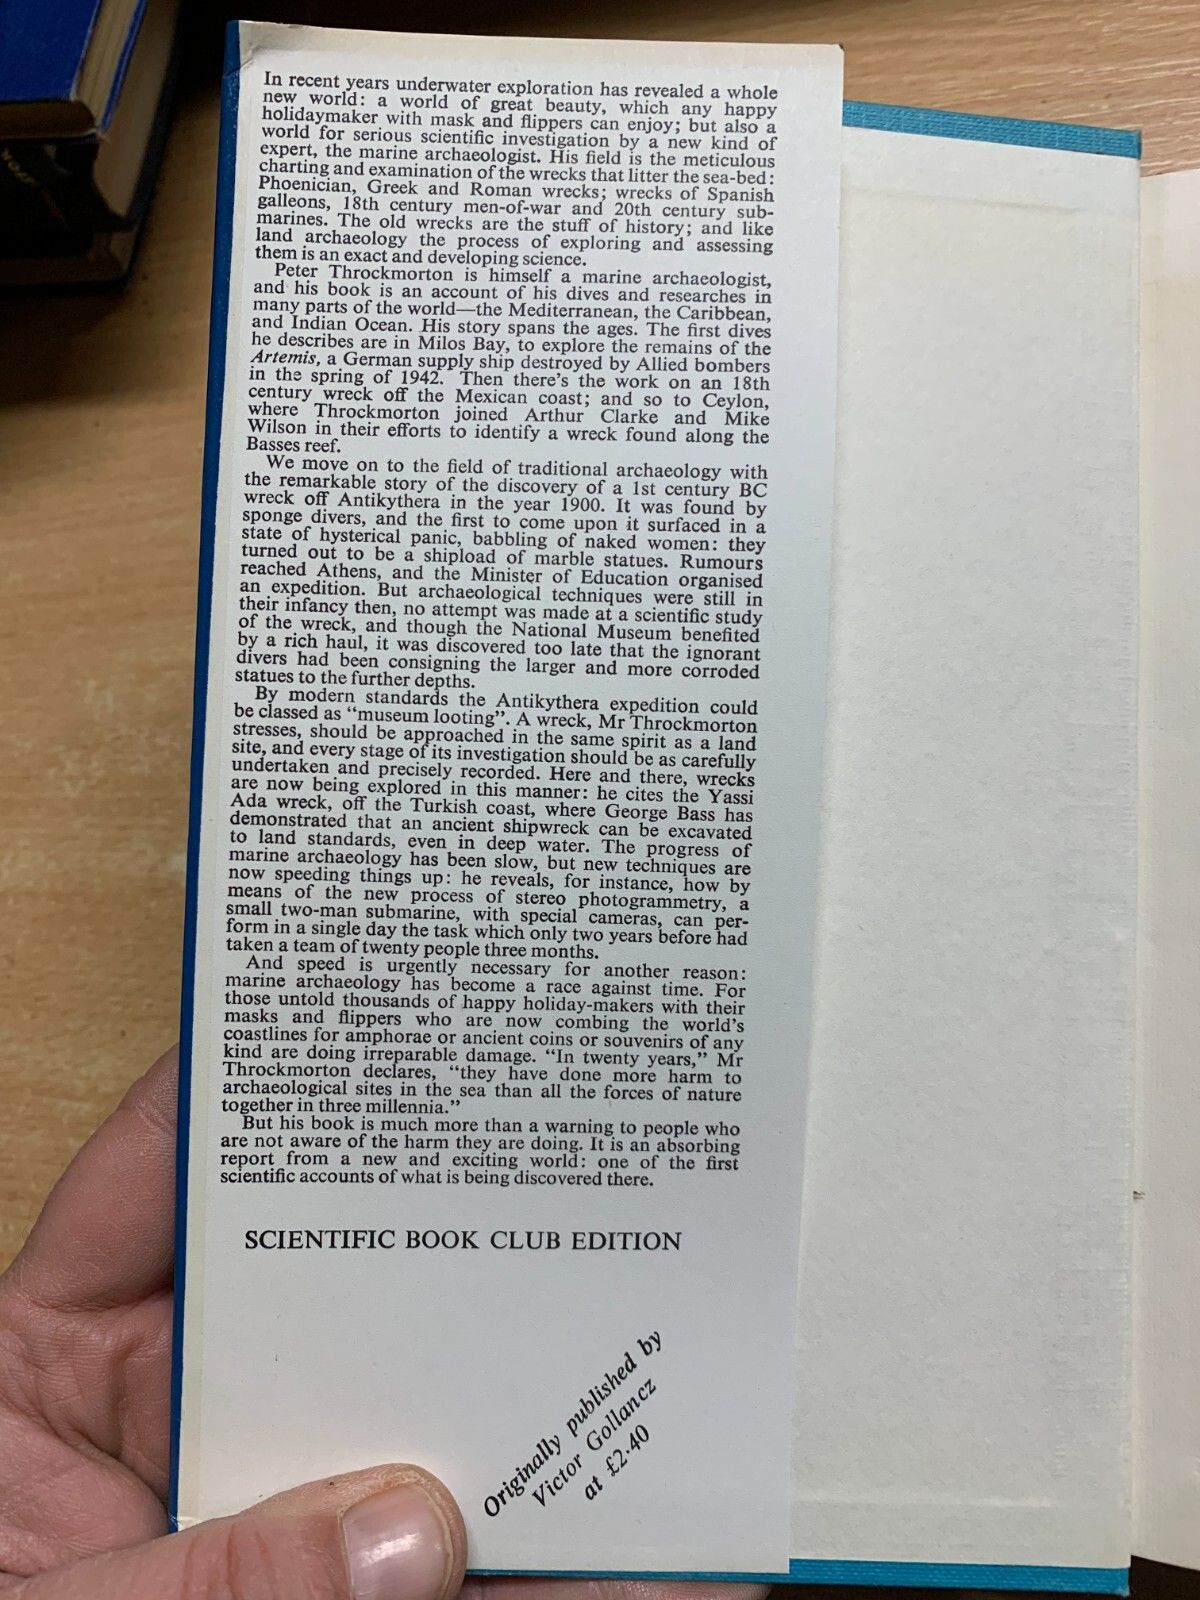 In recent years underwater exploration has revealed a whole
new world: a world of great beauty, which any happy
holidaymaker with mask and flippers can enjoy; but also a
world for serious scientific investigation by a new kind of
expert, the marine archaeologist. His field is the meticulous
charting and examination of the wrecks that litter the sea-bed:
Phoenician, Greek and Roman wrecks; wrecks of Spanish
galleons, 18th century men-of-war and 20th century sub-
marines. The old wrecks are the stuff of history; and like
land archaeology the process of exploring and assessing
them is an exact and developing science.
Peter Throckmorton is himself a marine archaeologist,
and his book is an account of his dives and researches in
many parts of the world—the Mediterranean, the Caribbean,
and Indian Ocean. His story spans the ages. The first dives
he describes are in Milos Bay, to explore the remains of the
Artemis, a German supply ship destroyed by Allied bombers
in the spring of 1942. Then there's the work on an 18th
century wreck off the Mexican coast; and so to Ceylon,
where Throckmorton joined Arthur Clarke and Mike
Wilson in their efforts to identify a wreck found along the
Basses reef.
We move on to the field of traditional archaeology with
the remarkable story of the discovery of a 1st century BC
wreck off Antikythera in the year 1900. It was found by
sponge divers, and the first to come upon it surfaced in a
state of hysterical panic, babbling of naked women: they
turned out to be a shipload of marble statues. Rumours
reached Athens, and the Minister of Education organised
an expedition. But archaeological techniques were still in
their infancy then, no attempt was made at a scientific study
of the wreck, and though the National Museum benefited
by a rich haul, it was discovered too late that the ignorant
divers had been consigning the larger and more corroded
statues to the further depths.
By modern standards the Antikythera expedition could
be classed as "museum looting". A wreck, Mr Throckmorton
stresses, should be approached in the same spirit as a land
site, and every stage of its investigation should be as carefully
undertaken and precisely recorded. Here and there, wrecks
are now being explored in this manner: he cites the Yassi
Ada wreck, off the Turkish coast, where George Bass has
demonstrated that an ancient shipwreck can be excavated
to land standards, even in deep water. The progress of
marine archaeology has been slow, but new techniques are
now speeding things up: he reveals, for instance, how by
means of the new process of stereo photogrammetry, a
small two-man submarine, with special cameras, can per-
form in a single day the task which only two years before had
taken a team of twenty people three months.
And speed is urgently necessary for another reason:
marine archaeology has become a race against time. For
those untold thousands of happy holiday-makers with their
masks and flippers who are now combing the world's
coastlines for amphorae or ancient coins or souvenirs of any
kind are doing irreparable damage. "In twenty years," Mr
Throckmorton declares, "they have done more harm to
archaeological sites in the sea than all the forces of nature
together in three millennia."
But his book is much more than a warning to people who
are not aware of the harm they are doing. It is an absorbing
report from a new and exciting world: one of the first
scientific accounts of what is being discovered there.
SCIENTIFIC BOOK CLUB EDITION
Originally published by
Victor Gollancz
at £2·40